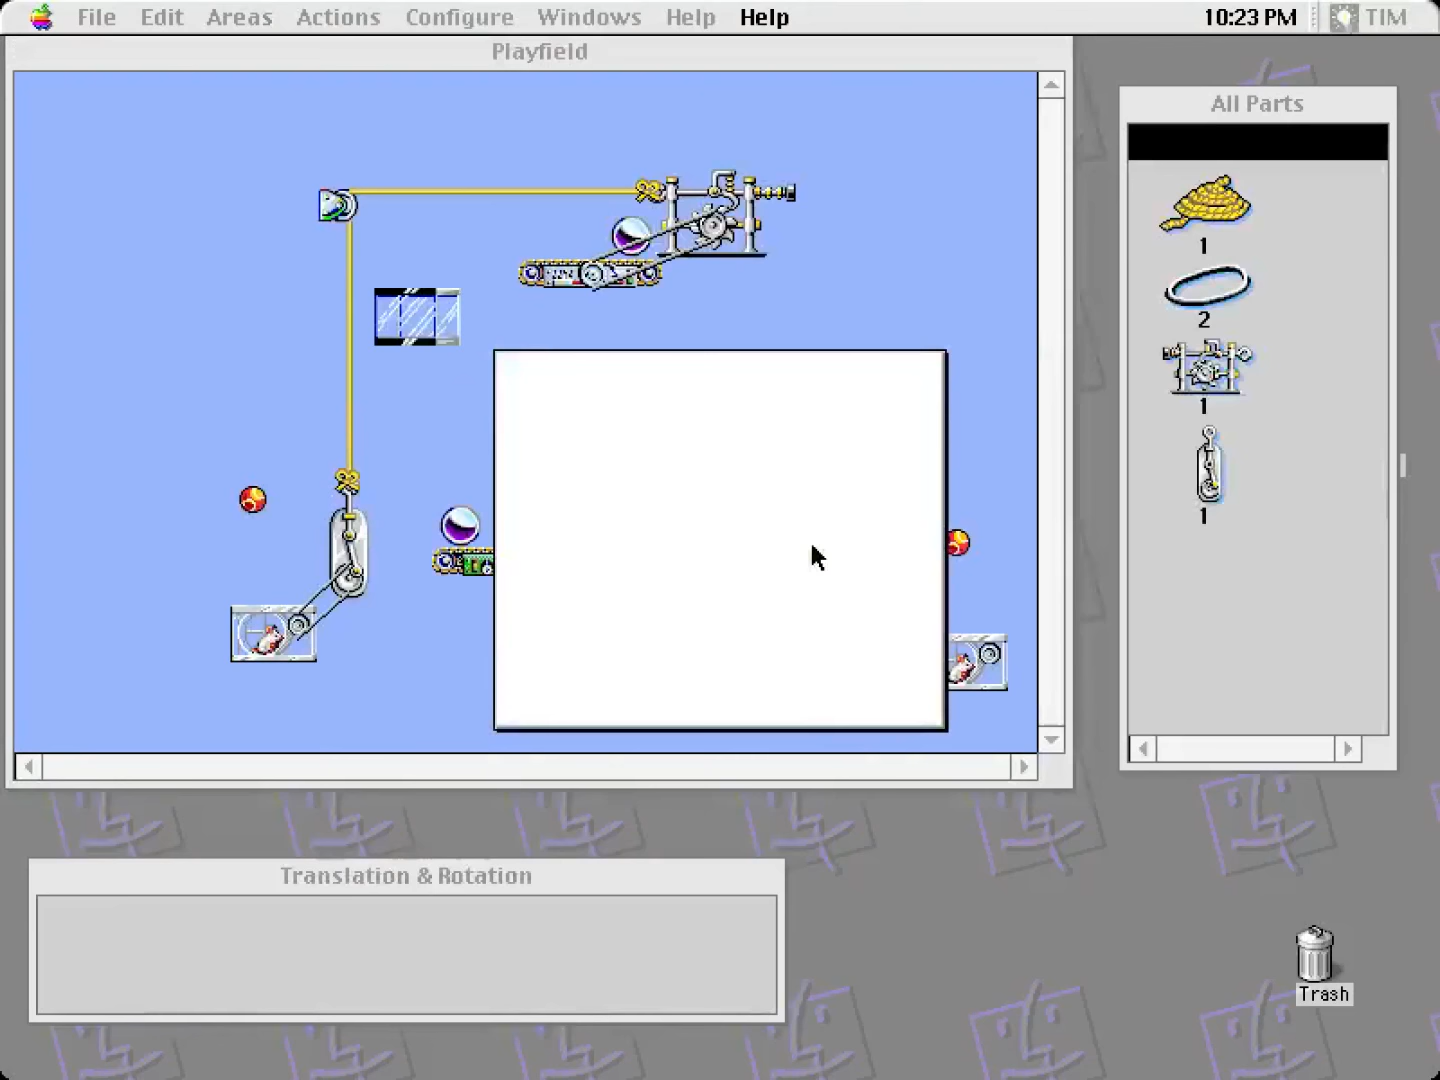 File Edit Areas Actions Configure Windows Help Help 10:23 PM TIM
Playfield
All Parts
1
2
1
1
Translation & Rotation
Trash